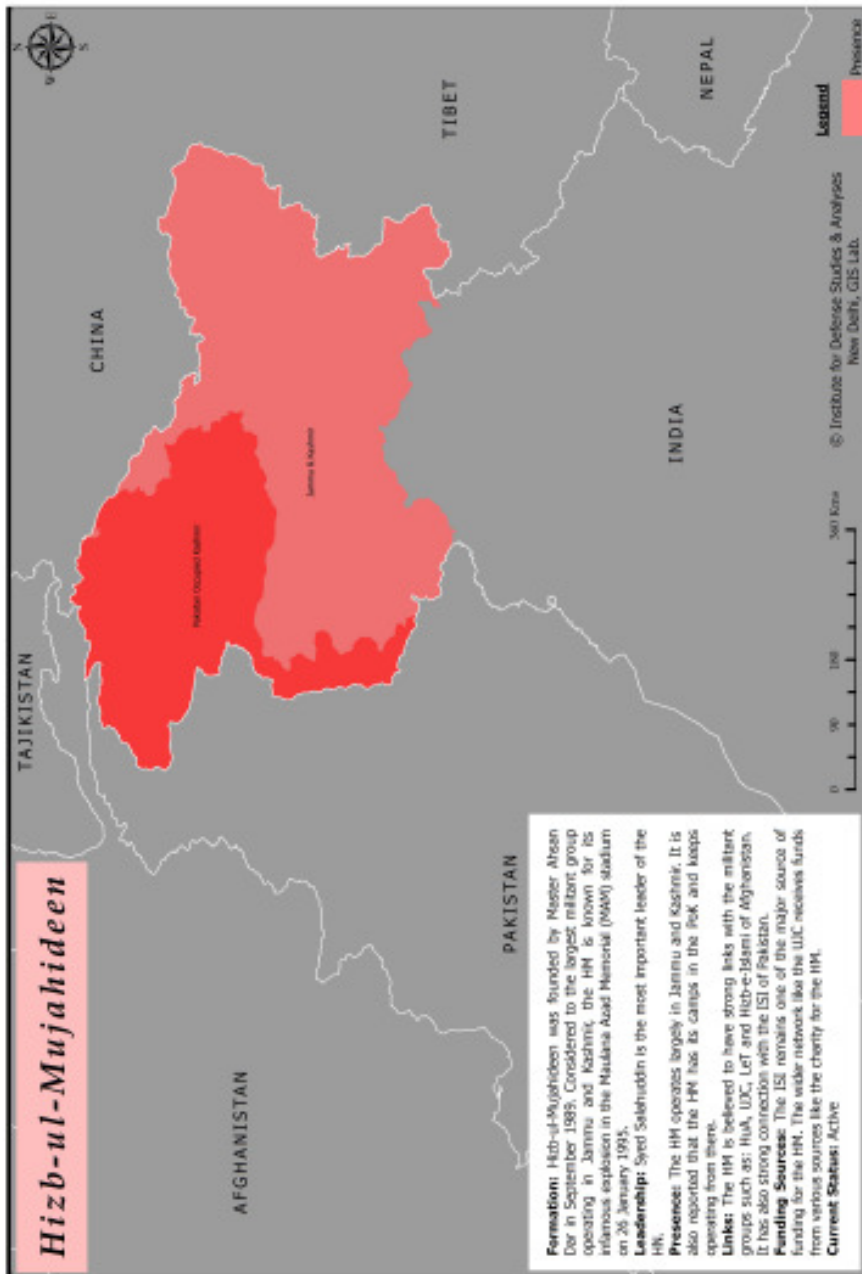 Hizb-ul-Mujahideen
N
E
S
W
TAJIKISTAN
CHINA
TIBET
NEPAL
AFGHANISTAN
PAKISTAN
INDIA
Pakistan Occupied Kashmir
Jammu & Kashmir
Formation: Hizb-ul-Mujahideen was founded by Master Ahsan
Dar in September 1989. Considered to the largest militant group
operating in Jammu and Kashmir, the HM is known for its
infamous explosion in the Maulana Azad Memorial (MAM) stadium
on 26 January 1995.
Leadership: Syed Salahuddin is the most important leader of the
HN.
Presence: The HM operates largely in Jammu and Kashmir. It is
also reported that the HM has its camps in the PoK and keeps
operating from there.
Links: The HM is believed to have strong links with the militant
groups such as: HuA, UJC, LeT and Hizb-e-Islami of Afghanistan.
It has also strong connection with the ISI of Pakistan.
Funding Sources: The ISI remains one of the major source of
funding for the HM. The wider network like the UJC receives funds
from various sources like the charity for the HM.
Current Status: Active
0 90 180 360 Kms
© Institute for Defense Studies & Analyses
New Delhi, GIS Lab.
Legend
Presence